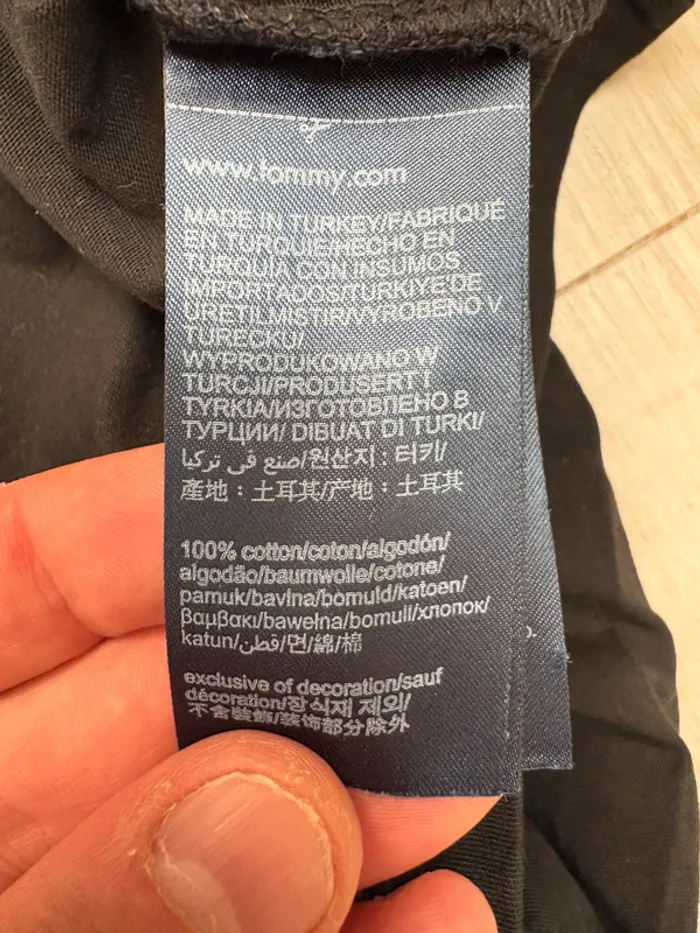 www.tommy.com
MADE IN TURKEY/FABRIQUÉ
EN TURQUIE/HECHO EN
TURQUIA CON INSUMOS
IMPORTADOS/TURKIYE'DE
ÜRETILMISTIR/VYROBENO V
TURECKU/
WYPRODUKOWANO W
TURCJI/PRODUSERT I
TYRKIA/ИЗГОТОВЛЕНО В
ТУРЦИИ/ DIBUAT DI TURKI/
صنع في تركيا/원산지 : 터키/
產地 : 土耳其/产地 : 土耳其
100% cotton/coton/algodón/
algodão/baumwolle/cotone/
pamuk/bavlna/bomuld/katoen/
βαμβακι/bawełna/bomull/хлопок/
katun/قطن/면/綿/棉
exclusive of decoration/sauf
décoration/장식재 제외/
不含裝飾/装饰部分除外